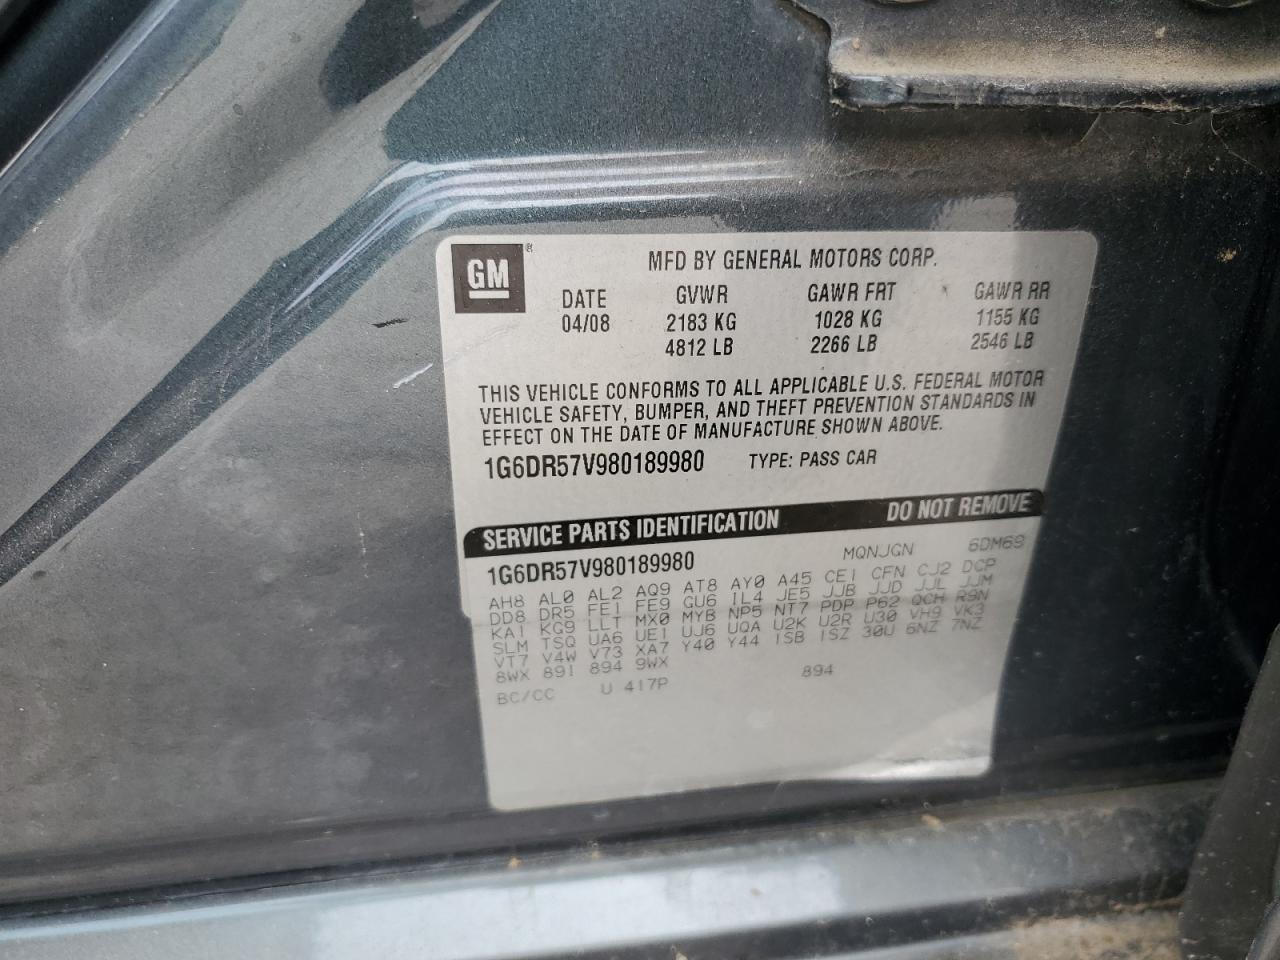 GM ®
MFD BY GENERAL MOTORS CORP.
DATE GVWR GAWR FRT GAWR RR
04/08 2183 KG 1028 KG 1155 KG
4812 LB 2266 LB 2546 LB
THIS VEHICLE CONFORMS TO ALL APPLICABLE U.S. FEDERAL MOTOR
VEHICLE SAFETY, BUMPER, AND THEFT PREVENTION STANDARDS IN
EFFECT ON THE DATE OF MANUFACTURE SHOWN ABOVE.
1G6DR57V980189980 TYPE: PASS CAR
SERVICE PARTS IDENTIFICATION DO NOT REMOVE
1G6DR57V980189980 MQNJGN 6DM69
AH8 AL0 AL2 AQ9 AT8 AY0 A45 CE1 CFN CJ2 DCP
DD8 DR5 FE1 FE9 GU6 IL4 JE5 JJB JJD JJL JJM
KA1 KG9 LLT MX0 MYB NP5 NT7 PDP P62 QCH R9N
SLM TSQ UA6 UE1 UJ6 UQA U2K U2R U30 VH9 VK3
VT7 V4W V73 XA7 Y40 Y44 1SB 1SZ 30U 6NZ 7NZ
8WX 891 894 9WX
BC/CC U 417P 894